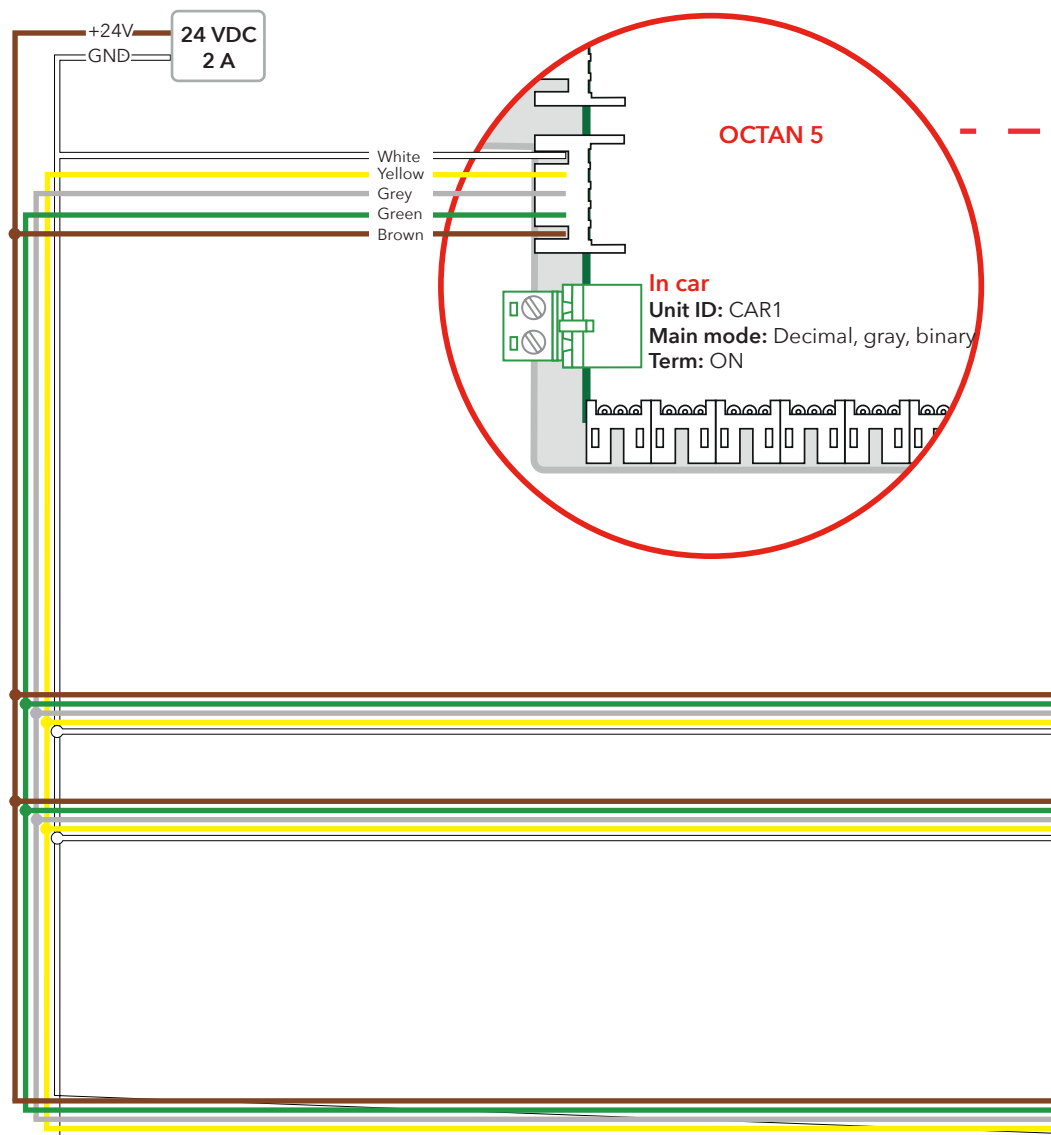 +24V
GND
24 VDC
2 A
OCTAN 5
White
Yellow
Grey
Green
Brown
In car
Unit ID: CAR1
Main mode: Decimal, gray, binary
Term: ON